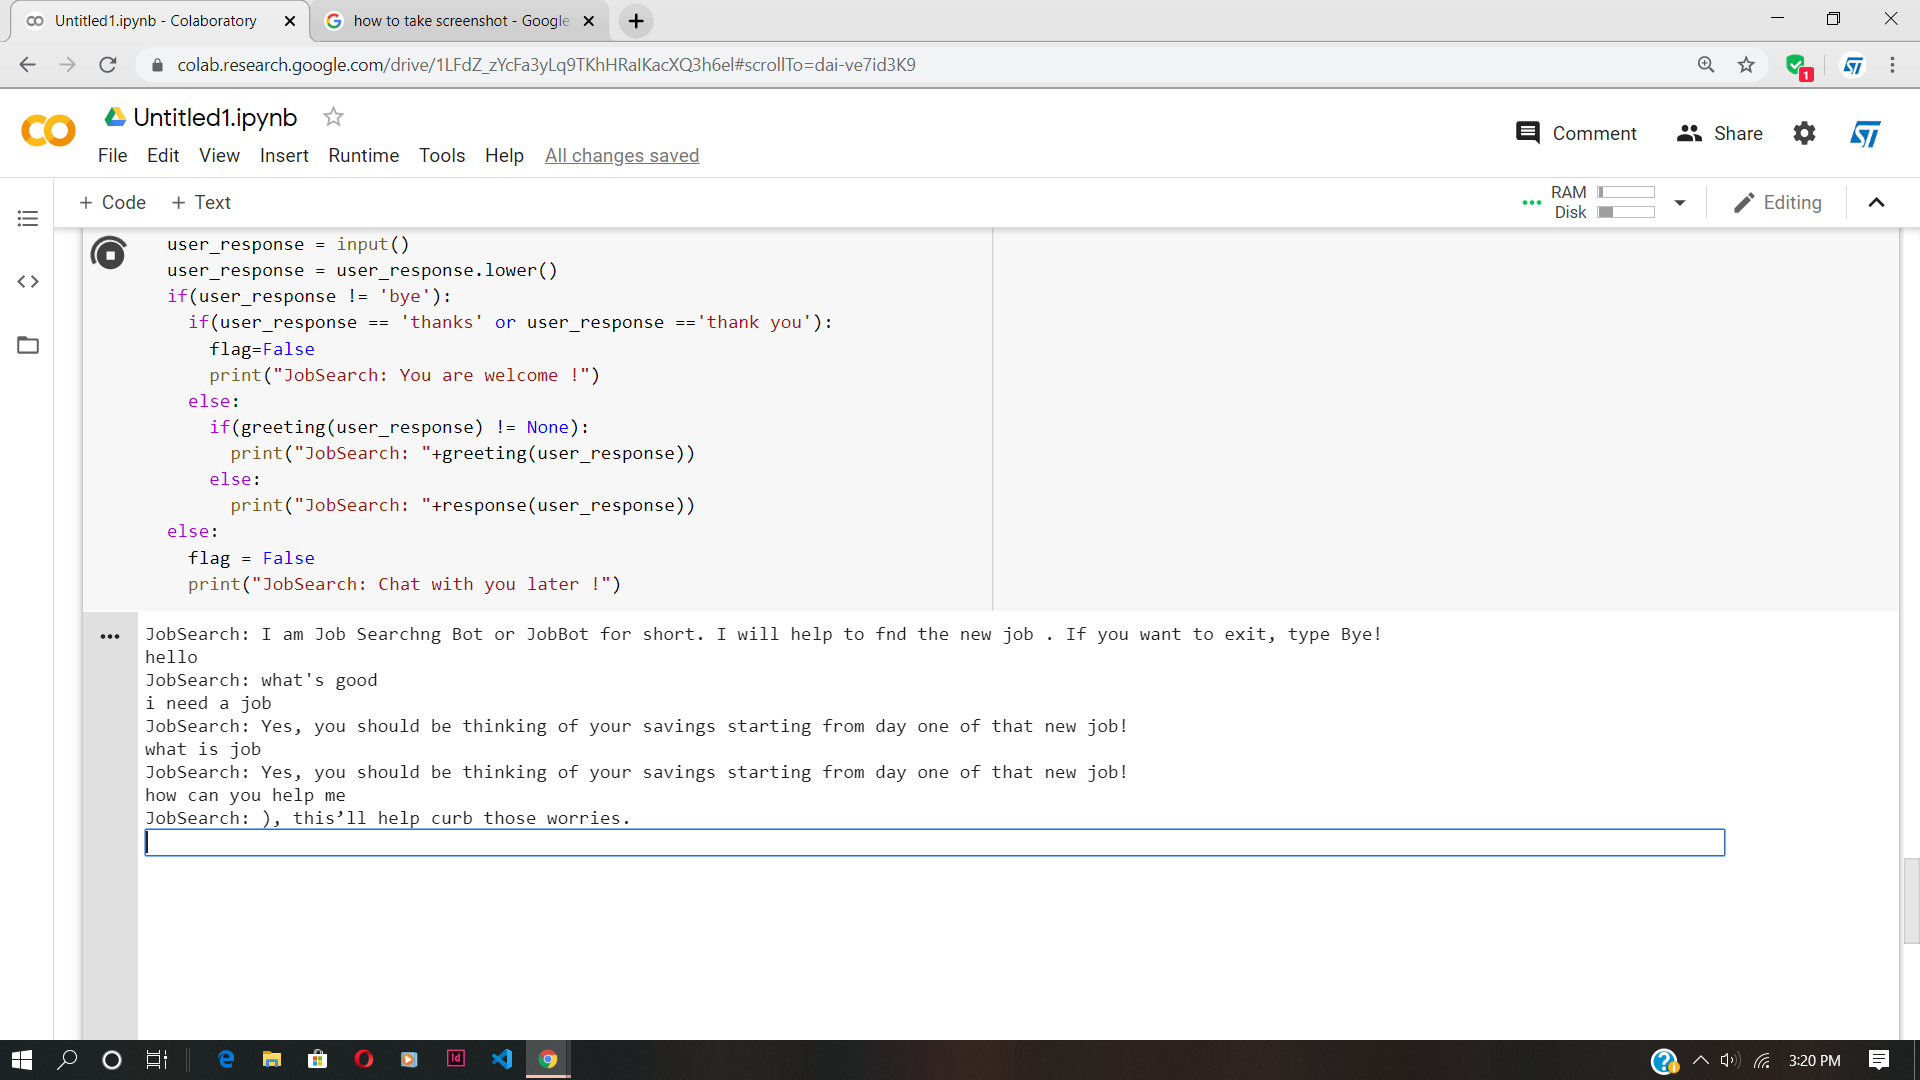 Untitled1.ipynb - Colaboratory
how to take screenshot - Google
colab.research.google.com/drive/1LFdZ_zYcFa3yLq9TKhHRaIKacXQ3h6el#scrollTo=dai-ve7id3K9
1
Untitled1.ipynb
Comment
Share
File Edit View Insert Runtime Tools Help All changes saved
+ Code + Text
RAM
Disk
Editing
user_response = input()
user_response = user_response.lower()
if(user_response != 'bye'):
if(user_response == 'thanks' or user_response =='thank you'):
flag=False
print("JobSearch: You are welcome !")
else:
if(greeting(user_response) != None):
print("JobSearch: "+greeting(user_response))
else:
print("JobSearch: "+response(user_response))
else:
flag = False
print("JobSearch: Chat with you later !")
JobSearch: I am Job Searchng Bot or JobBot for short. I will help to fnd the new job . If you want to exit, type Bye!
hello
JobSearch: what's good
i need a job
JobSearch: Yes, you should be thinking of your savings starting from day one of that new job!
what is job
JobSearch: Yes, you should be thinking of your savings starting from day one of that new job!
how can you help me
JobSearch: ), this’ll help curb those worries.
Id
3:20 PM